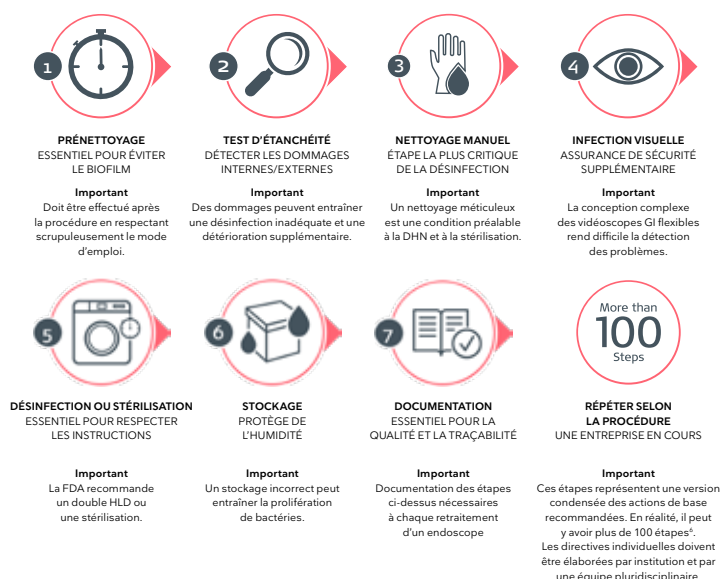 1
PRÉNETTOYAGE
ESSENTIEL POUR ÉVITER
LE BIOFILM
Important
Doit être effectué après
la procédure en respectant
scrupuleusement le mode
d'emploi.
2
TEST D'ÉTANCHÉITÉ
DÉTECTER LES DOMMAGES
INTERNES/EXTERNES
Important
Des dommages peuvent entraîner
une désinfection inadéquate et une
détérioration supplémentaire.
3
NETTOYAGE MANUEL
ÉTAPE LA PLUS CRITIQUE
DE LA DÉSINFECTION
Important
Un nettoyage méticuleux
est une condition préalable
à la DHN et à la stérilisation.
4
INFECTION VISUELLE
ASSURANCE DE SÉCURITÉ
SUPPLÉMENTAIRE
Important
La conception complexe
des vidéoscopes GI flexibles
rend difficile la détection
des problèmes.
5
DÉSINFECTION OU STÉRILISATION
ESSENTIEL POUR RESPECTER
LES INSTRUCTIONS
Important
La FDA recommande
un double HLD ou
une stérilisation.
6
STOCKAGE
PROTÈGE DE
L'HUMIDITÉ
Important
Un stockage incorrect peut
entraîner la prolifération
de bactéries.
7
DOCUMENTATION
ESSENTIEL POUR LA
QUALITÉ ET LA TRAÇABILITÉ
Important
Documentation des étapes
ci-dessus nécessaires
à chaque retraitement
d'un endoscope
More than
100
Steps
RÉPÉTER SELON
LA PROCÉDURE
UNE ENTREPRISE EN COURS
Important
Ces étapes représentent une version
condensée des actions de base
recommandées. En réalité, il peut
y avoir plus de 100 étapes⁶.
Les directives individuelles doivent
être élaborées par institution et par
une équipe pluridisciplinaire